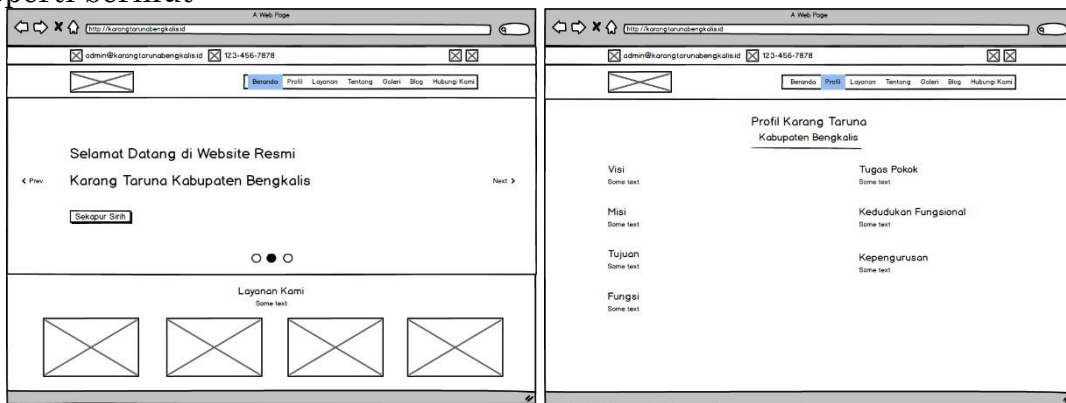 seperti berikut
A Web Page
http://karangtarunabengkalis.id
admin@karangtarunabengkalis.id 123-456-7878
Beranda Profil Layanan Tentang Galeri Blog Hubungi Kami
Selamat Datang di Website Resmi
Prev Karang Taruna Kabupaten Bengkalis Next
Sekapur Sirih
Layanan Kami
Some text
A Web Page
http://karangtarunabengkalis.id
admin@karangtarunabengkalis.id 123-456-7878
Beranda Profil Layanan Tentang Galeri Blog Hubungi Kami
Profil Karang Taruna
Kabupaten Bengkalis
Visi
Some text
Misi
Some text
Tujuan
Some text
Fungsi
Some text
Tugas Pokok
Some text
Kedudukan Fungsional
Some text
Kepengurusan
Some text